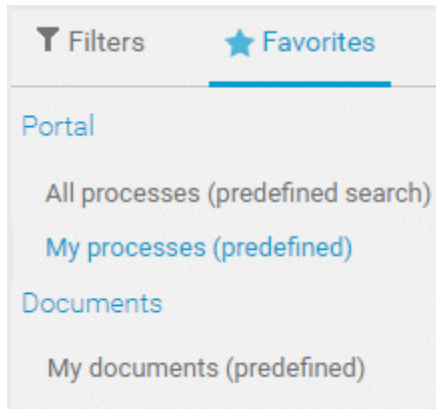 Filters Favorites
Portal
All processes (predefined search)
My processes (predefined)
Documents
My documents (predefined)